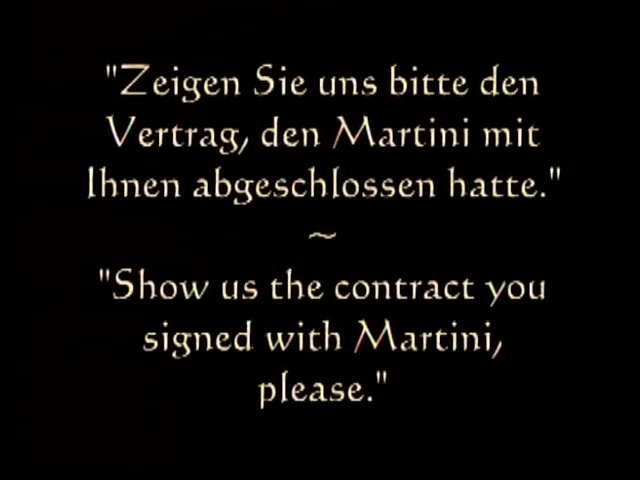 "Zeigen Sie uns bitte den
Vertrag, den Martini mit
Ihnen abgeschlossen hatte."
~
"Show us the contract you
signed with Martini,
please."